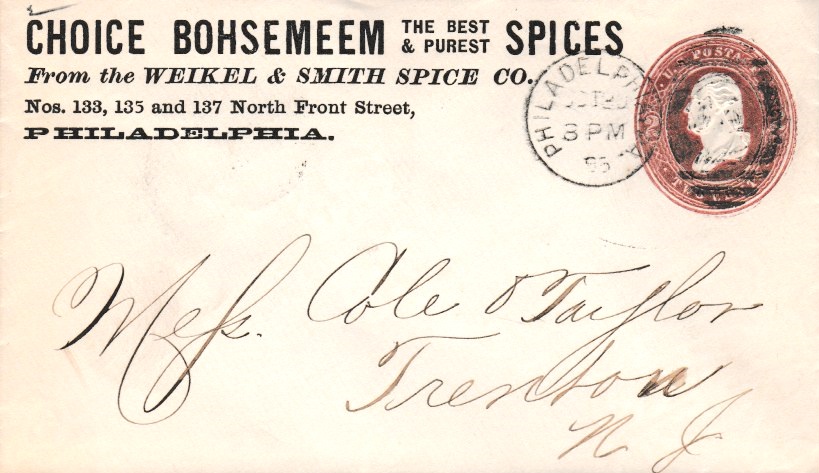 CHOICE BOHSEMEEM THE BEST & PUREST SPICES
From the WEIKEL & SMITH SPICE CO.
Nos. 133, 135 and 137 North Front Street,
PHILADELPHIA.
PHILADELPHIA
3 PM
U.S. POSTAGE
Mess. Cole & Taylor
Trenton
N J